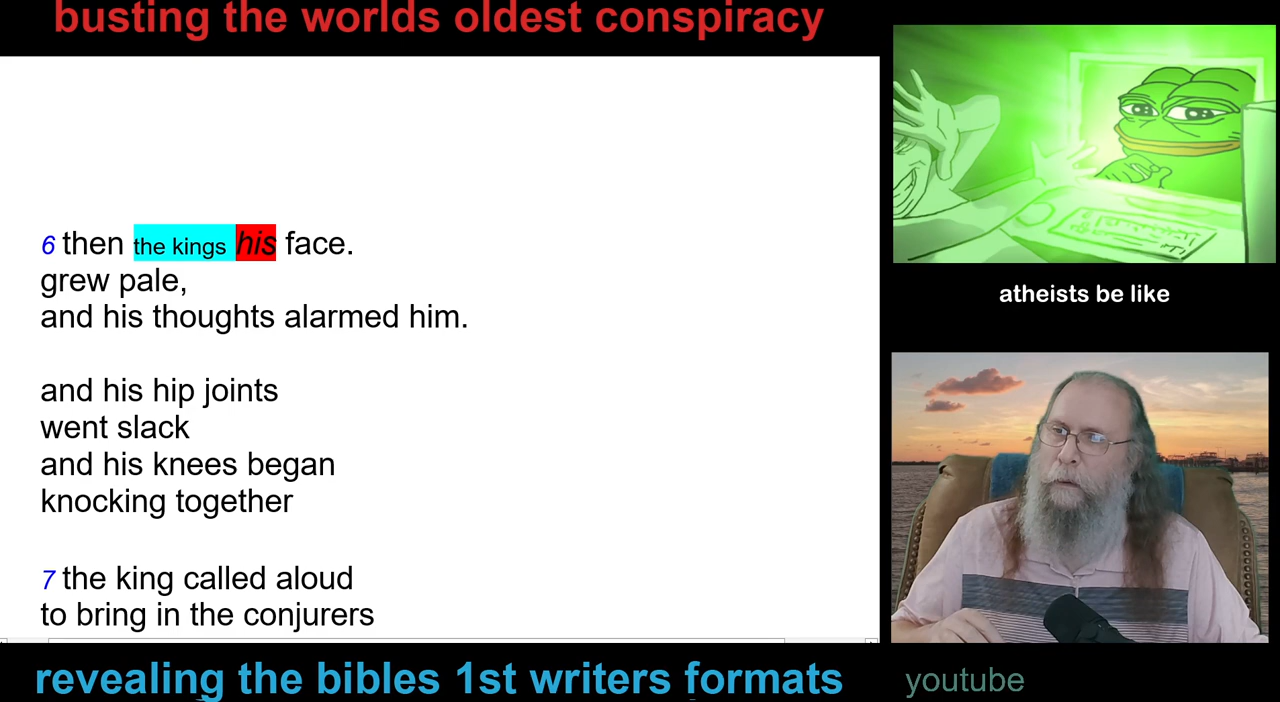 busting the worlds oldest conspiracy
6 then the kings his face.
grew pale,
and his thoughts alarmed him.
and his hip joints
went slack
and his knees began
knocking together
7 the king called aloud
to bring in the conjurers
revealing the bibles 1st writers formats
atheists be like
youtube